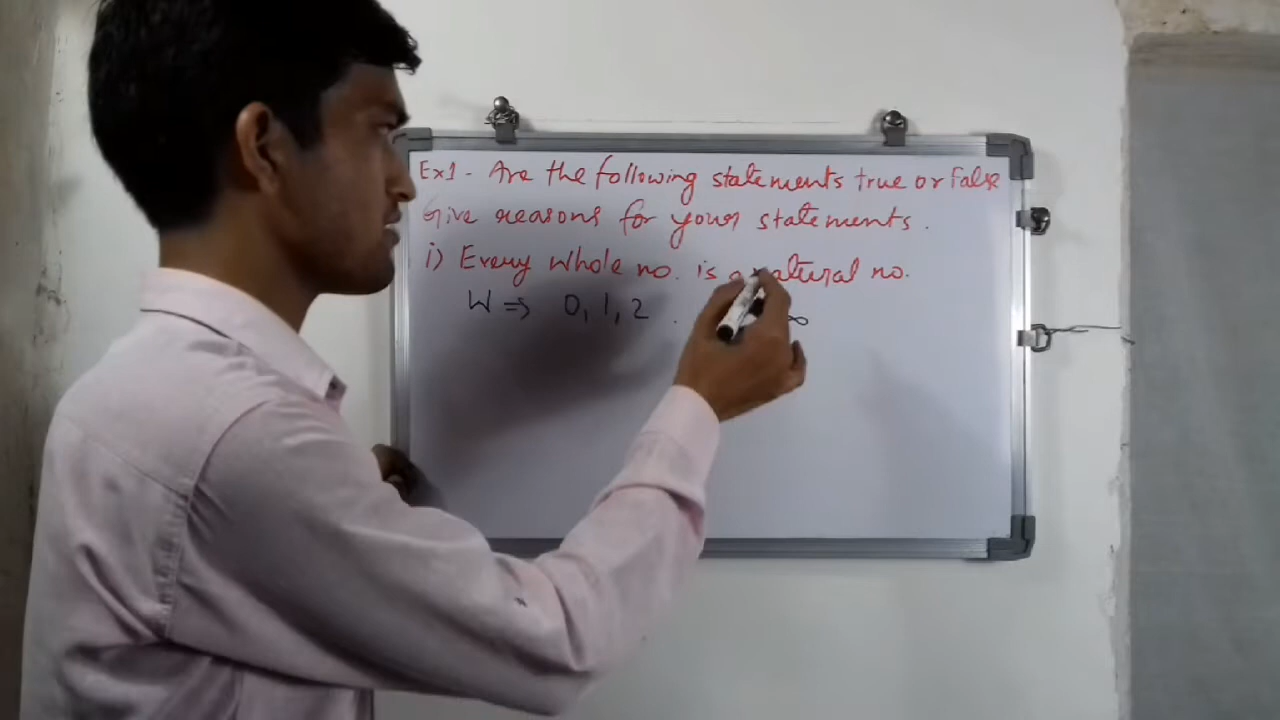 Ex1. Are the following statements true or False
Give reasons for your statements.
i) Every Whole no. is a natural no.
W ⇒ 0, 1, 2 . ∞